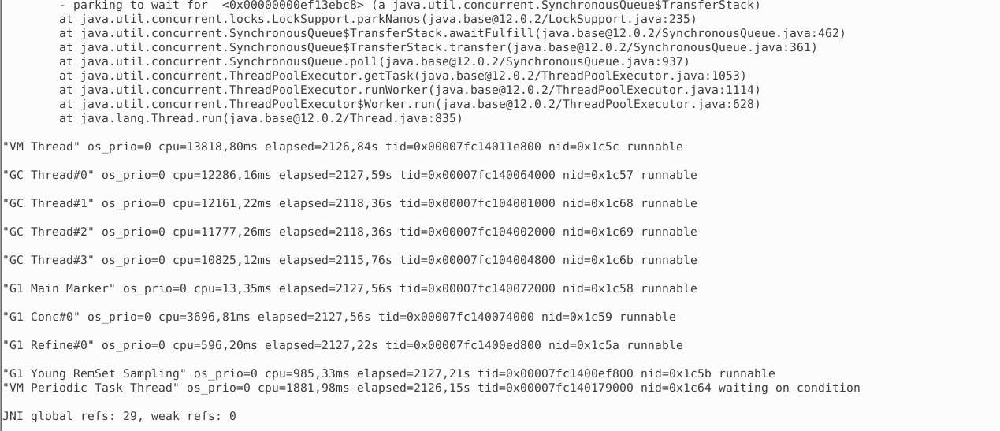 - parking to wait for  <0x00000000ef13ebc8> (a java.util.concurrent.SynchronousQueue$TransferStack)
at java.util.concurrent.locks.LockSupport.parkNanos(java.base@12.0.2/LockSupport.java:235)
at java.util.concurrent.SynchronousQueue$TransferStack.awaitFulfill(java.base@12.0.2/SynchronousQueue.java:462)
at java.util.concurrent.SynchronousQueue$TransferStack.transfer(java.base@12.0.2/SynchronousQueue.java:361)
at java.util.concurrent.SynchronousQueue.poll(java.base@12.0.2/SynchronousQueue.java:937)
at java.util.concurrent.ThreadPoolExecutor.getTask(java.base@12.0.2/ThreadPoolExecutor.java:1053)
at java.util.concurrent.ThreadPoolExecutor.runWorker(java.base@12.0.2/ThreadPoolExecutor.java:1114)
at java.util.concurrent.ThreadPoolExecutor$Worker.run(java.base@12.0.2/ThreadPoolExecutor.java:628)
at java.lang.Thread.run(java.base@12.0.2/Thread.java:835)
"VM Thread" os_prio=0 cpu=13818,80ms elapsed=2126,84s tid=0x00007fc14011e800 nid=0x1c5c runnable
"GC Thread#0" os_prio=0 cpu=12286,16ms elapsed=2127,59s tid=0x00007fc140064000 nid=0x1c57 runnable
"GC Thread#1" os_prio=0 cpu=12161,22ms elapsed=2118,36s tid=0x00007fc104001000 nid=0x1c68 runnable
"GC Thread#2" os_prio=0 cpu=11777,26ms elapsed=2118,36s tid=0x00007fc104002000 nid=0x1c69 runnable
"GC Thread#3" os_prio=0 cpu=10825,12ms elapsed=2115,76s tid=0x00007fc104004800 nid=0x1c6b runnable
"G1 Main Marker" os_prio=0 cpu=13,35ms elapsed=2127,56s tid=0x00007fc140072000 nid=0x1c58 runnable
"G1 Conc#0" os_prio=0 cpu=3696,81ms elapsed=2127,56s tid=0x00007fc140074000 nid=0x1c59 runnable
"G1 Refine#0" os_prio=0 cpu=596,20ms elapsed=2127,22s tid=0x00007fc1400ed800 nid=0x1c5a runnable
"G1 Young RemSet Sampling" os_prio=0 cpu=985,33ms elapsed=2127,21s tid=0x00007fc1400ef800 nid=0x1c5b runnable
"VM Periodic Task Thread" os_prio=0 cpu=1881,98ms elapsed=2126,15s tid=0x00007fc140179000 nid=0x1c64 waiting on condition
JNI global refs: 29, weak refs: 0